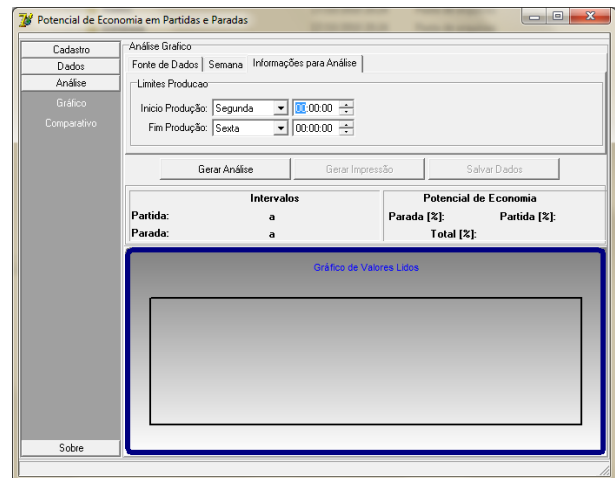 Potencial de Economia em Partidas e Paradas
Cadastro
Dados
Análise
Gráfico
Comparativo
Sobre
Análise Grafico
Fonte de Dados Semana Informações para Análise
Limites Producao
Inicio Produção: Segunda 00:00:00
Fim Produção: Sexta 00:00:00
Gerar Análise Gerar Impressão Salvar Dados
Intervalos Potencial de Economia
Partida: a Parada [%]: Partida [%]:
Parada: a Total [%]:
Gráfico de Valores Lidos